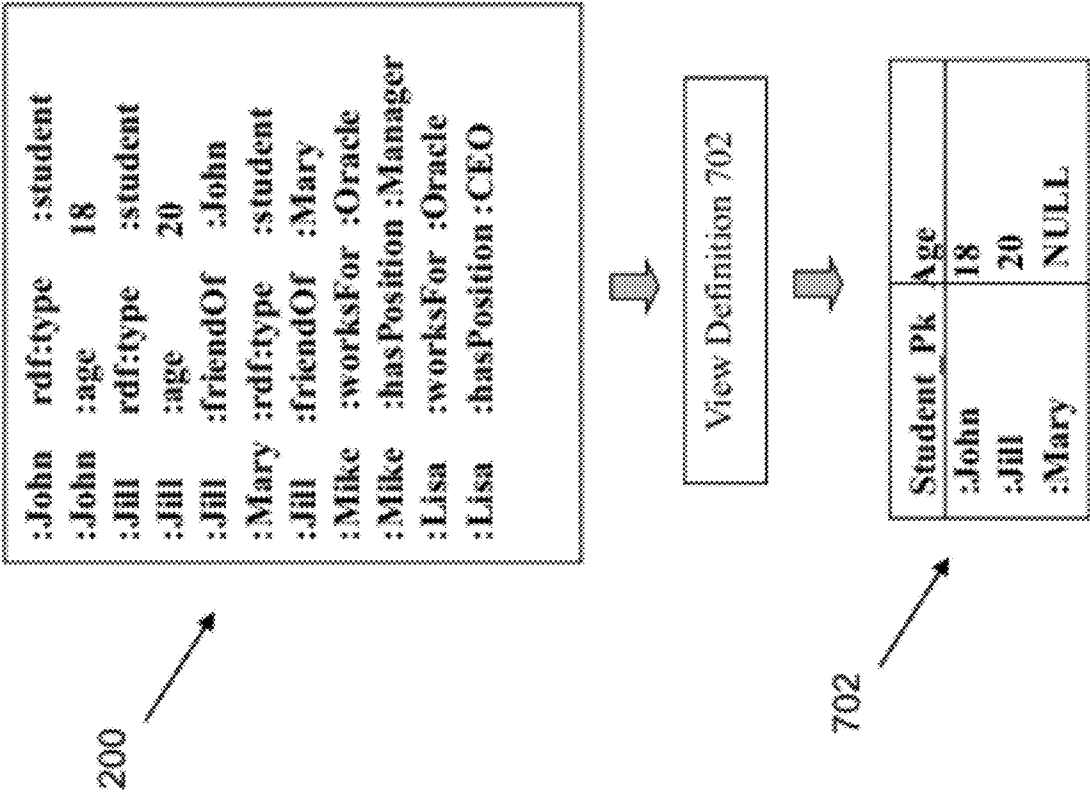 :John rdf:type :student
:John :age 18
:Jill rdf:type :student
:Jill :age 20
:Jill :friendOf :John
:Mary :rdf:type :student
:Jill :friendOf :Mary
:Mike :worksFor :Oracle
:Mike :hasPosition :Manager
:Lisa :worksFor :Oracle
:Lisa :hasPosition :CEO
200
View Definition 702
Student_Pk Age
:John 18
:Jill 20
:Mary NULL
702